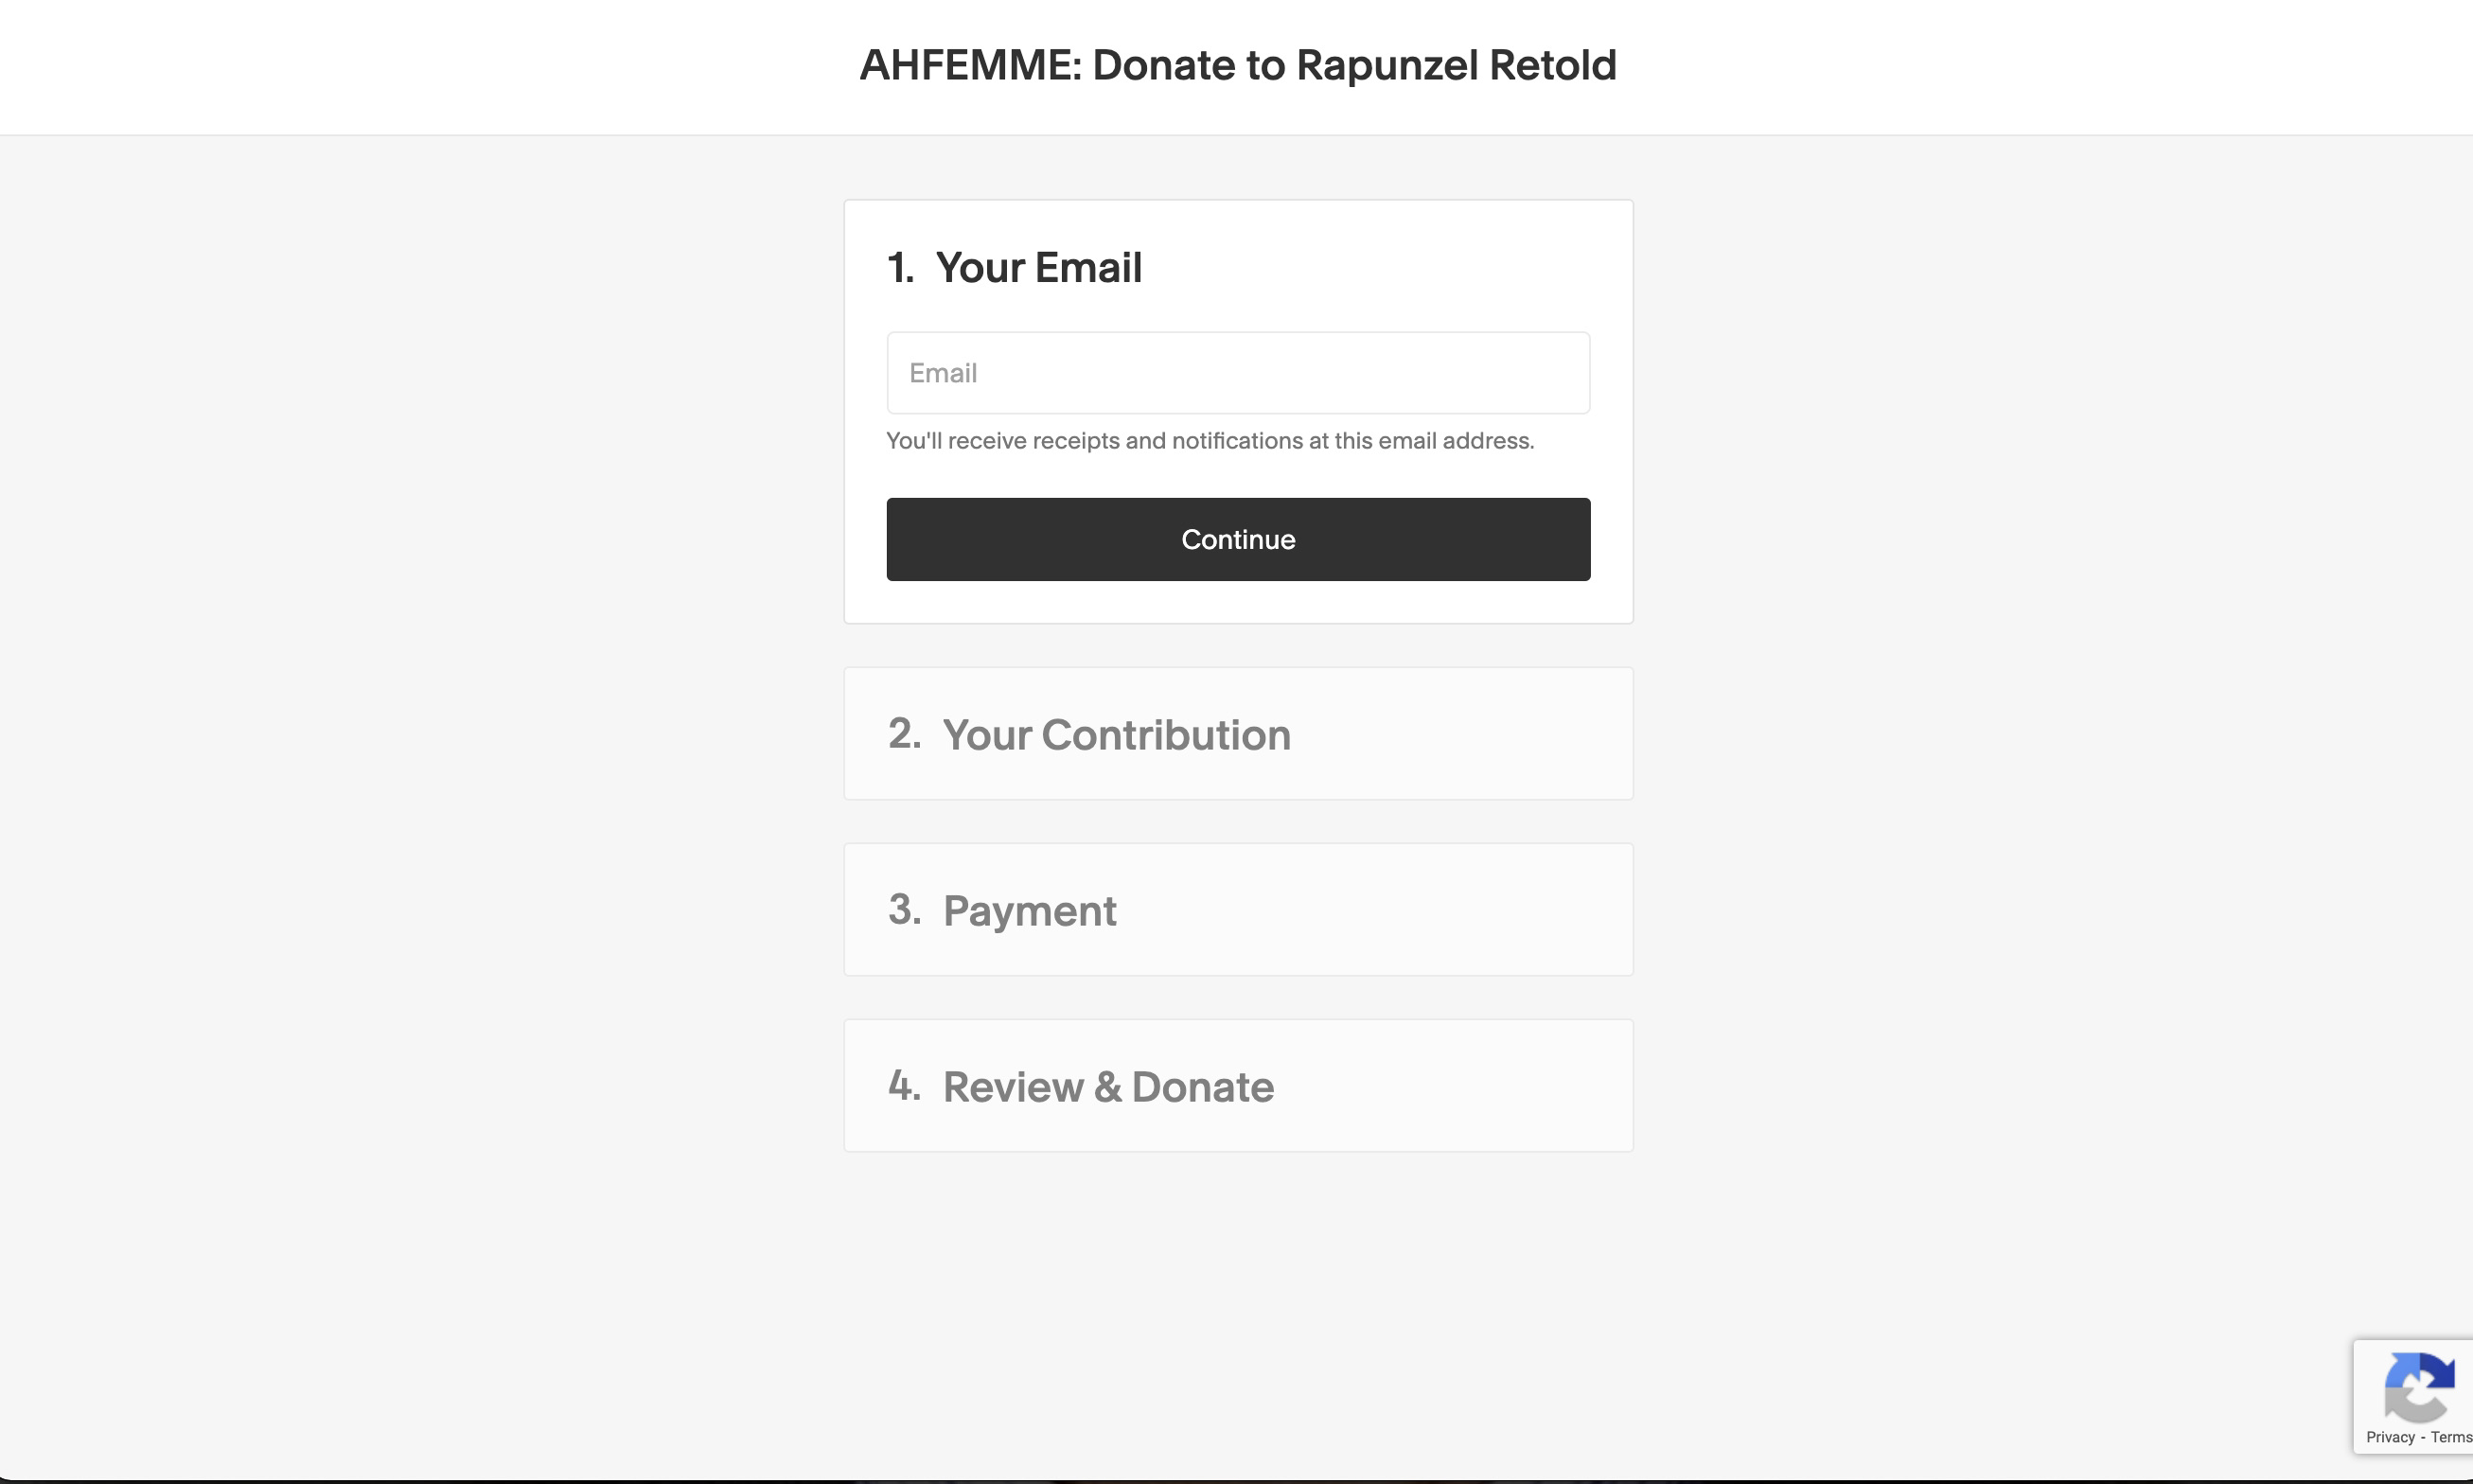 AHFEMME: Donate to Rapunzel Retold
1. Your Email
Email
You'll receive receipts and notifications at this email address.
Continue
2. Your Contribution
3. Payment
4. Review & Donate
Privacy - Terms